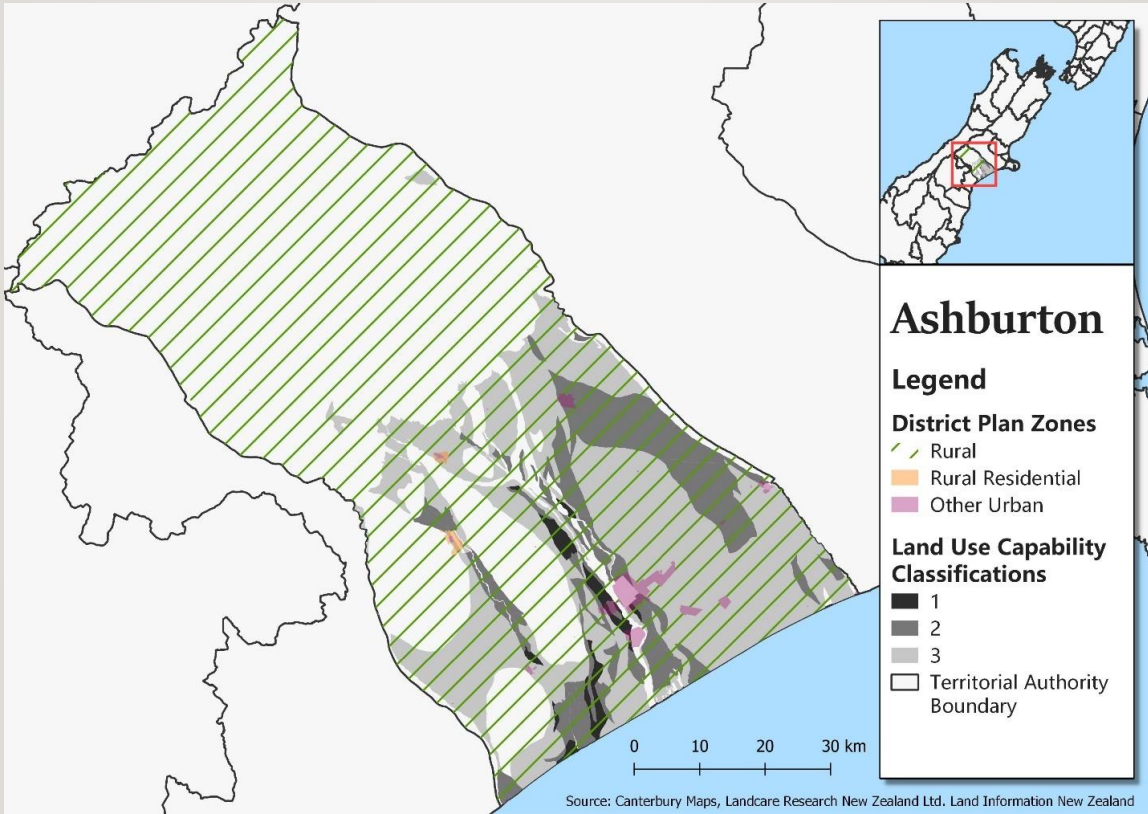 Ashburton
Legend
District Plan Zones
Rural
Rural Residential
Other Urban
Land Use Capability
Classifications
1
2
3
Territorial Authority
Boundary
0 10 20 30 km
Source: Canterbury Maps, Landcare Research New Zealand Ltd. Land Information New Zealand